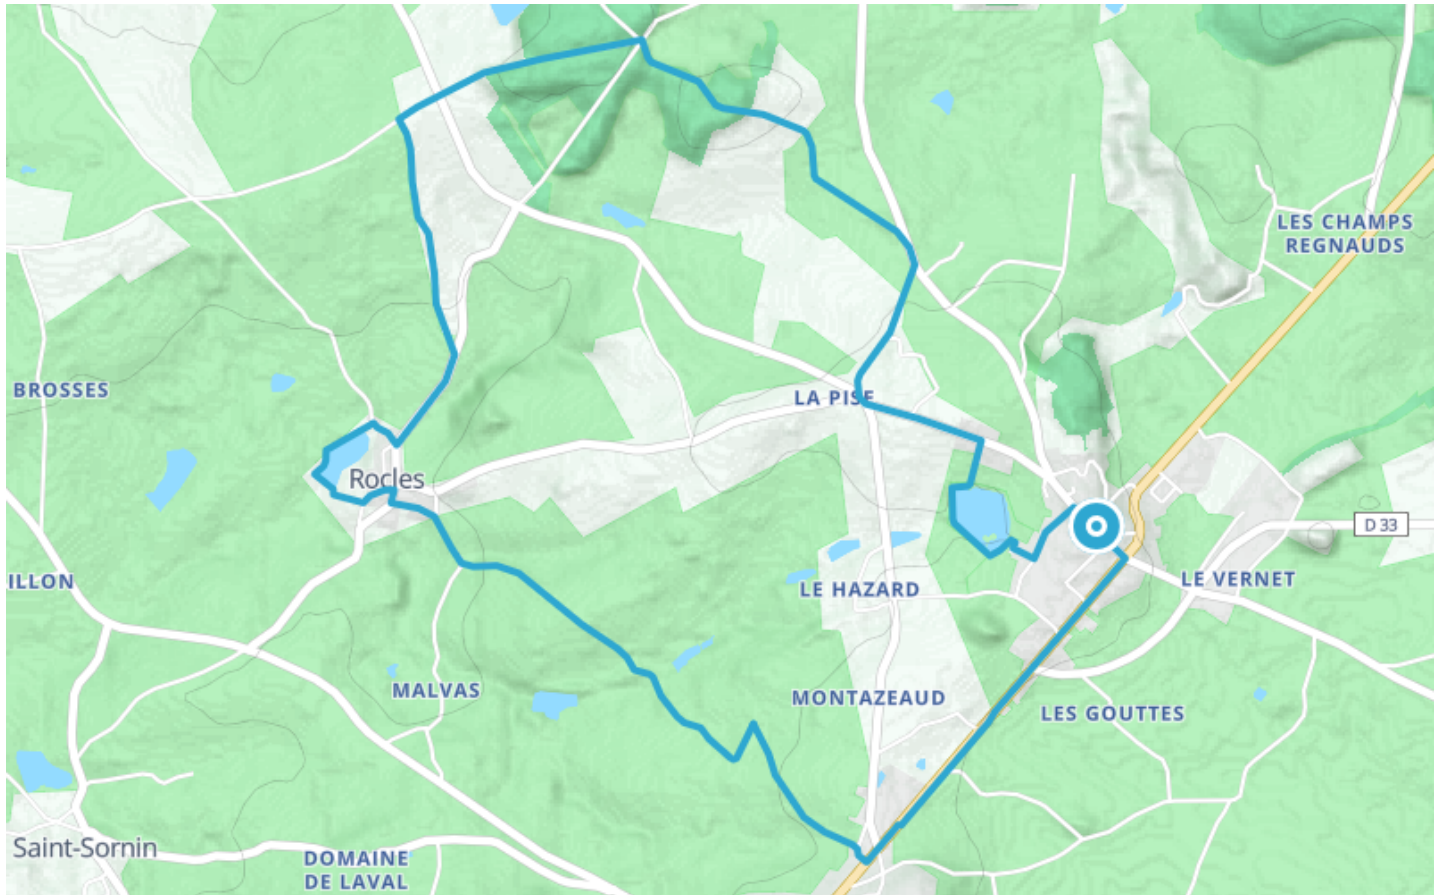 LES CHAMPS
REGNAUDS
BROSSES
LA PISE
Rocles
D 33
ILLON
LE HAZARD
LE VERNET
MALVAS
MONTAZEAUD
LES GOUTTES
Saint-Sornin
DOMAINE
DE LAVAL